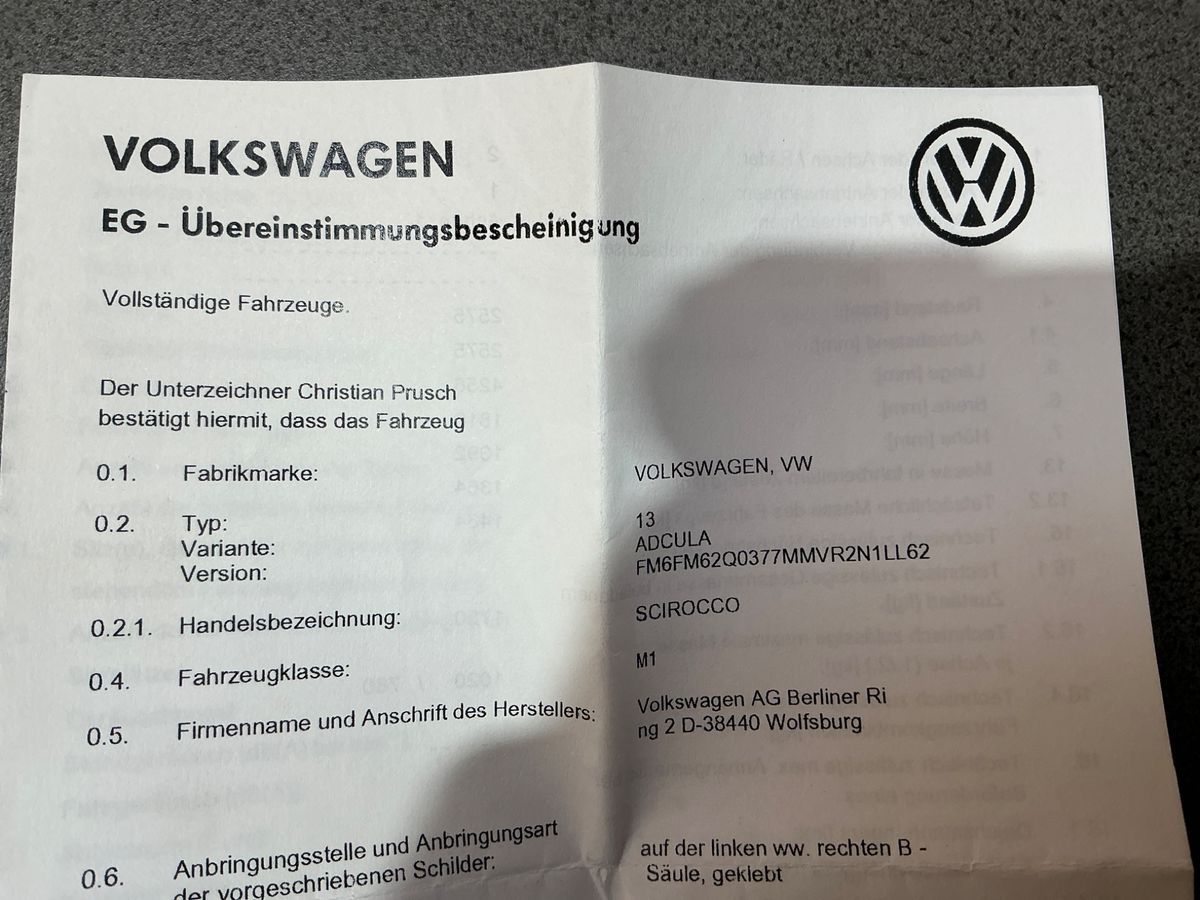 VOLKSWAGEN
EG - Übereinstimmungsbescheinigung
Vollständige Fahrzeuge.
Der Unterzeichner Christian Prusch
bestätigt hiermit, dass das Fahrzeug
0.1. Fabrikmarke: VOLKSWAGEN, VW
0.2. Typ: 13
Variante: ADCULA
Version: FM6FM62Q0377MMVR2N1LL62
0.2.1. Handelsbezeichnung: SCIROCCO
0.4. Fahrzeugklasse: M1
0.5. Firmenname und Anschrift des Herstellers: Volkswagen AG Berliner Ri
ng 2 D-38440 Wolfsburg
0.6. Anbringungsstelle und Anbringungsart auf der linken ww. rechten B -
der vorgeschriebenen Schilder: Säule, geklebt